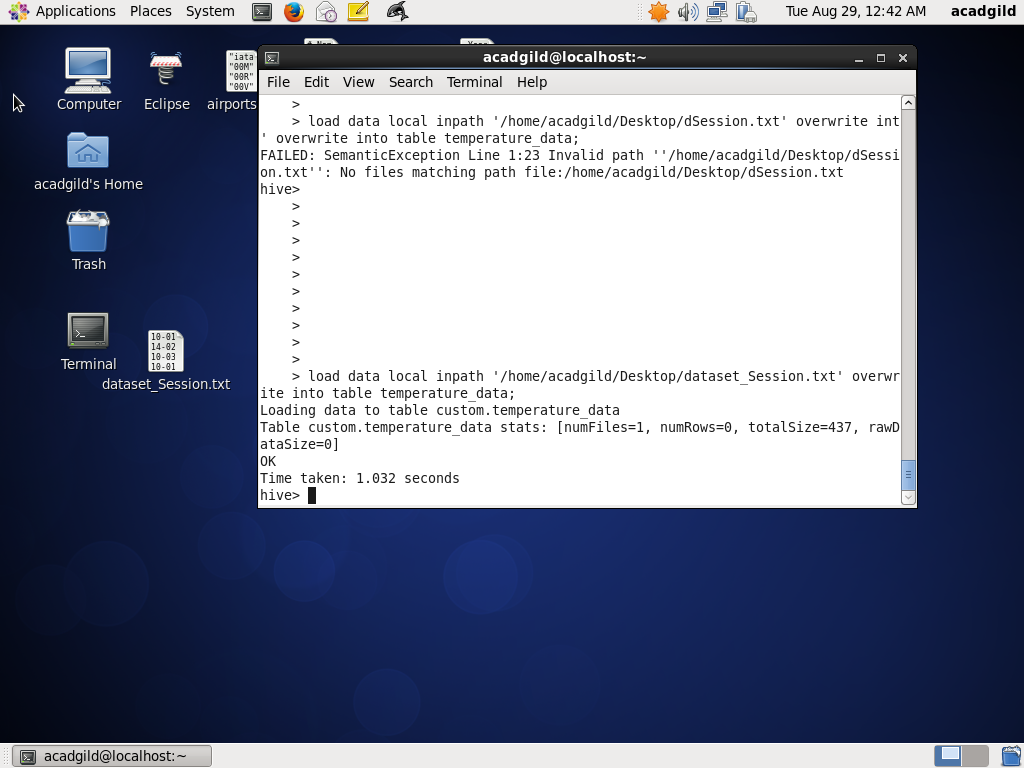 Applications Places System Tue Aug 29, 12:42 AM acadgild
Computer
Eclipse
airports
"iata
"00M
"00R
"00V
acadgild's Home
Trash
Terminal
10-01
14-02
10-03
10-01
dataset_Session.txt
acadgild@localhost:~
File Edit View Search Terminal Help
>
> load data local inpath '/home/acadgild/Desktop/dSession.txt' overwrite int
' overwrite into table temperature_data;
FAILED: SemanticException Line 1:23 Invalid path ''/home/acadgild/Desktop/dSessi
on.txt'': No files matching path file:/home/acadgild/Desktop/dSession.txt
hive>
>
>
>
>
>
>
>
>
>
>
> load data local inpath '/home/acadgild/Desktop/dataset_Session.txt' overwr
ite into table temperature_data;
Loading data to table custom.temperature_data
Table custom.temperature_data stats: [numFiles=1, numRows=0, totalSize=437, rawD
ataSize=0]
OK
Time taken: 1.032 seconds
hive>
acadgild@localhost:~